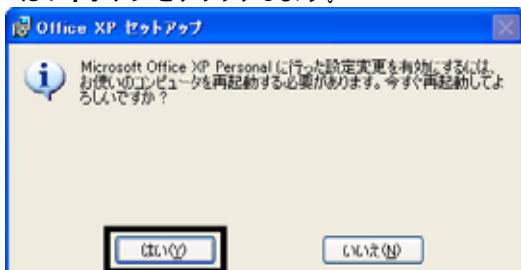 Office XP セットアップ
Microsoft Office XP Personal に行った設定変更を有効にするには、
お使いのコンピュータを再起動する必要があります。今すぐ再起動してよ
ろしいですか？
はい(Y)
いいえ(N)